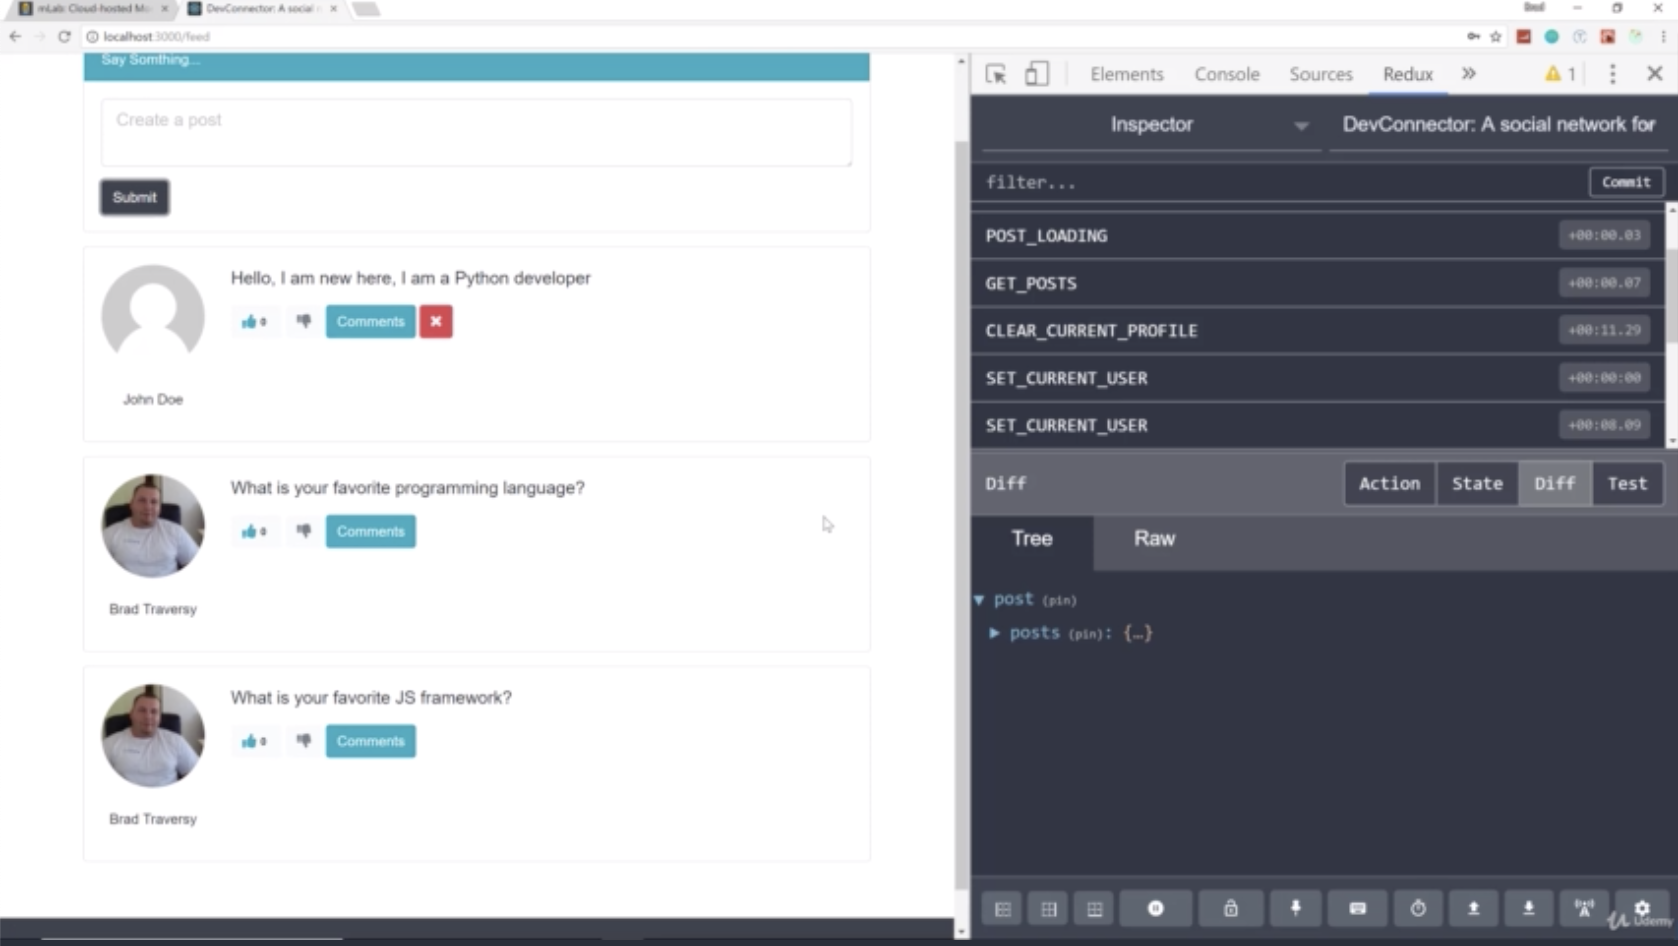 mLab: Cloud-hosted Mo
DevConnector: A social n
localhost:3000/feed
Say Somthing...
Create a post
Submit
Hello, I am new here, I am a Python developer
0
Comments
John Doe
What is your favorite programming language?
0
Comments
Brad Traversy
What is your favorite JS framework?
0
Comments
Brad Traversy
Elements Console Sources Redux » 1
Inspector DevConnector: A social network for
filter... Commit
POST_LOADING +00:00.03
GET_POSTS +00:00.07
CLEAR_CURRENT_PROFILE +00:11.29
SET_CURRENT_USER +00:00:00
SET_CURRENT_USER +00:08.09
Diff Action State Diff Test
Tree Raw
post (pin)
posts (pin): {…}
Udemy